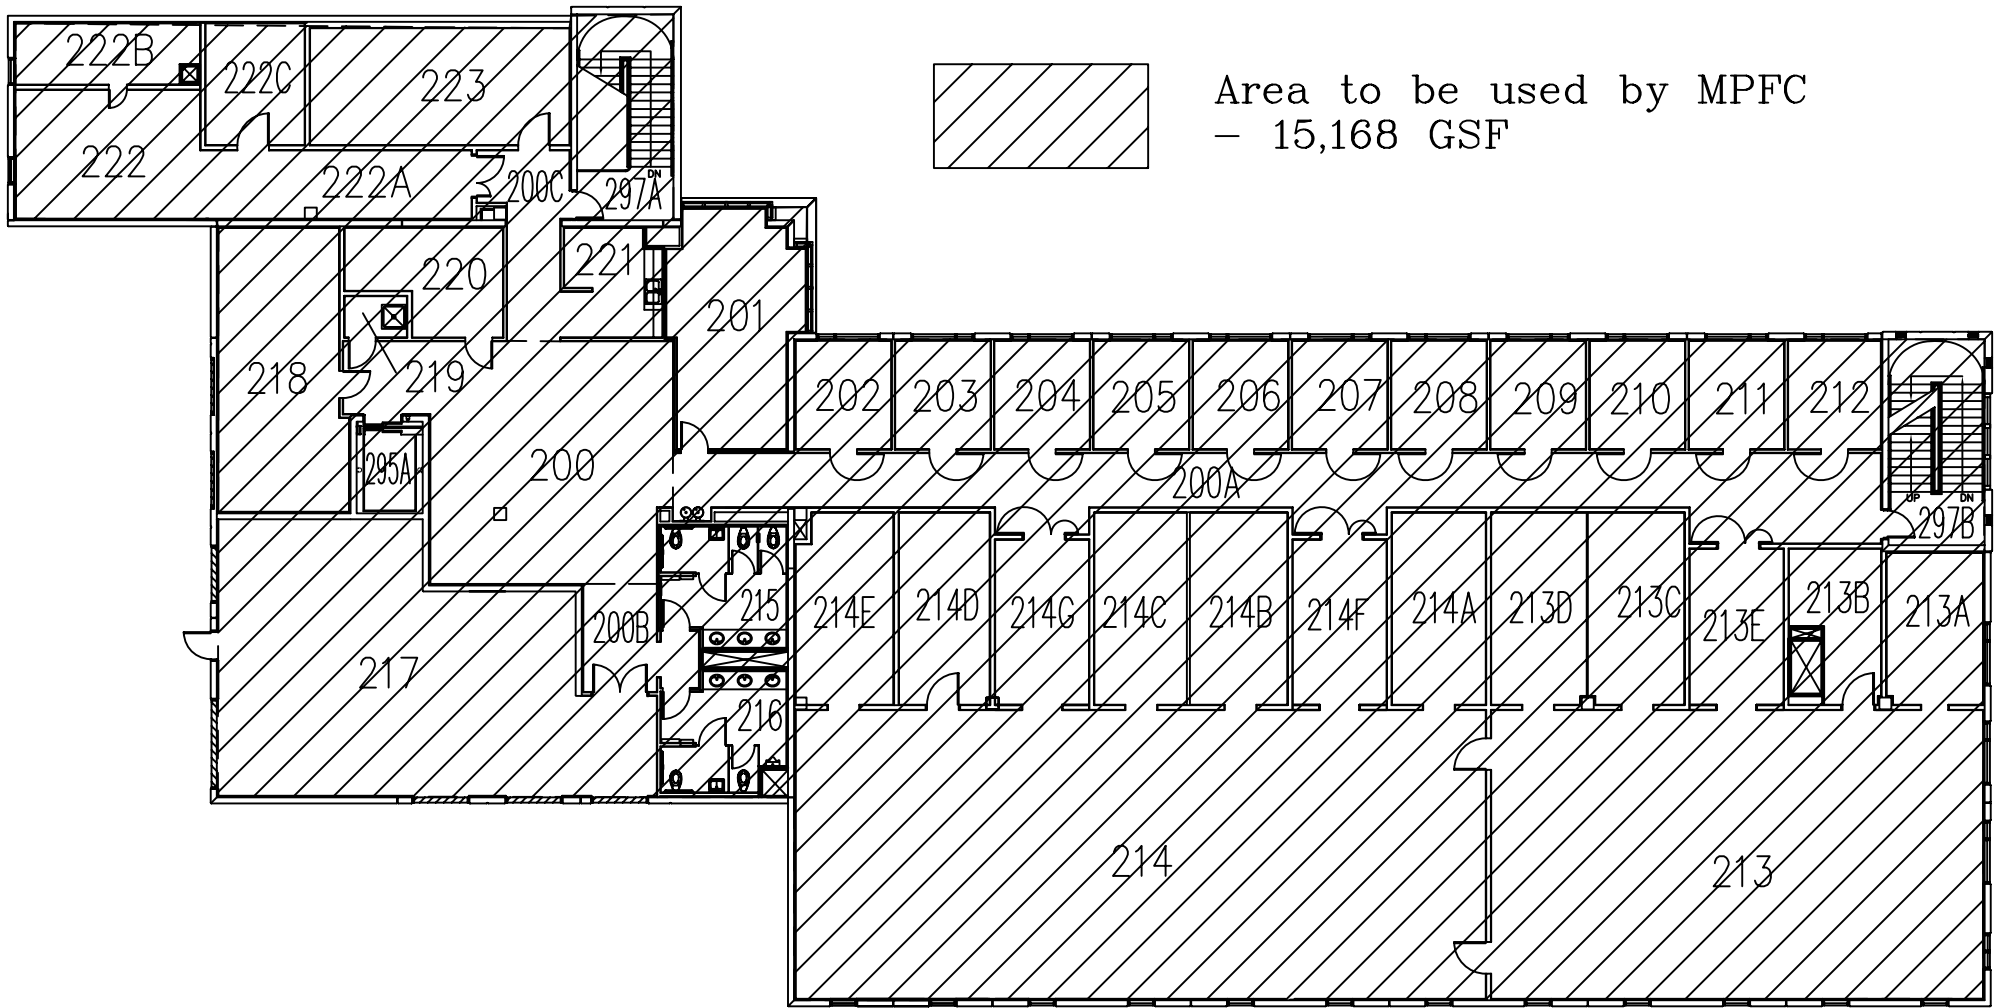 222B
222C
223
Area to be used by MPFC
- 15,168 GSF
222
222A
200C
297A
DN
220
221
201
218
219
202
203
204
205
206
207
208
209
210
211
212
295A
200
200A
UP
DN
297B
214E
214D
214G
214C
214B
214F
214A
213D
213C
213E
213B
213A
215
200B
217
216
214
213